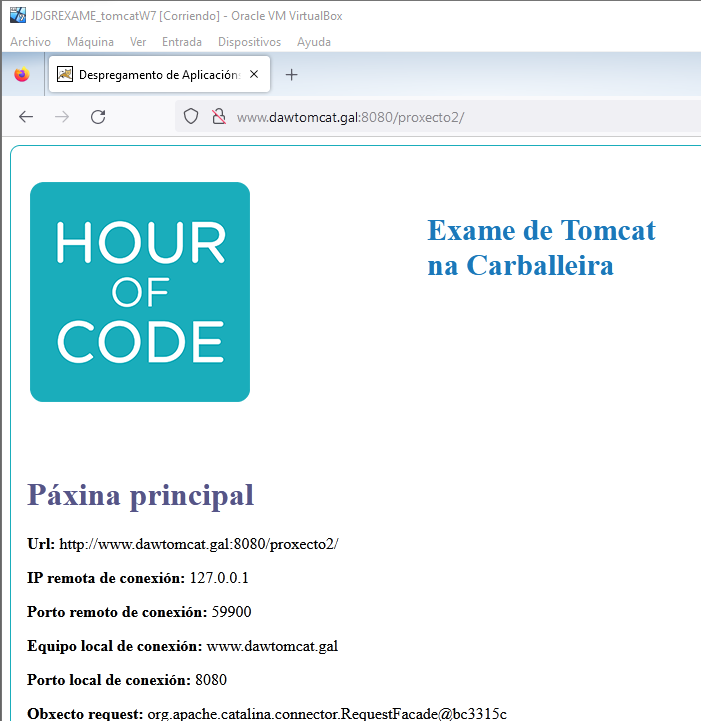 JDGREXAME_tomcatW7 [Corriendo] - Oracle VM VirtualBox
Archivo Máquina Ver Entrada Dispositivos Ayuda
Despregamento de Aplicacións
www.dawtomcat.gal:8080/proxecto2/
HOUR
OF
CODE
Exame de Tomcat
na Carballeira
Páxina principal
Url: http://www.dawtomcat.gal:8080/proxecto2/
IP remota de conexión: 127.0.0.1
Porto remoto de conexión: 59900
Equipo local de conexión: www.dawtomcat.gal
Porto local de conexión: 8080
Obxecto request: org.apache.catalina.connector.RequestFacade@bc3315c